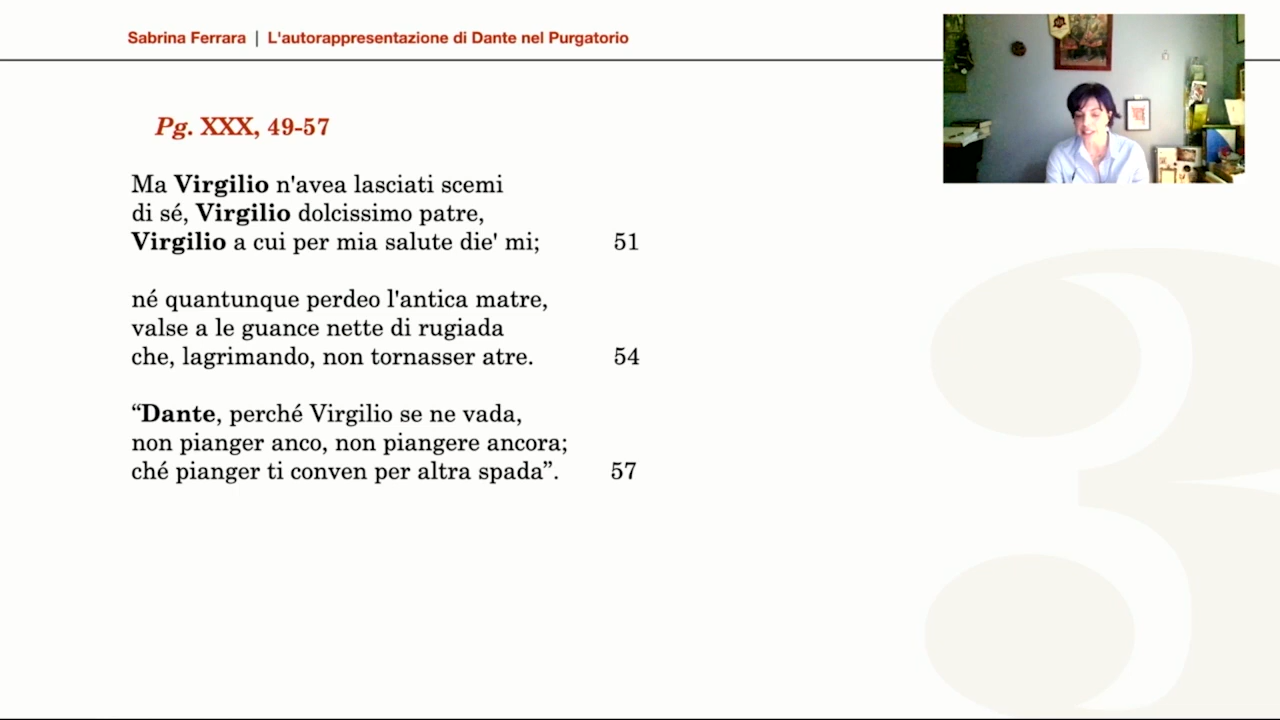 Sabrina Ferrara | L'autorappresentazione di Dante nel Purgatorio
Pg. XXX, 49-57
Ma Virgilio n'avea lasciati scemi
di sé, Virgilio dolcissimo patre,
Virgilio a cui per mia salute die' mi; 51
né quantunque perdeo l'antica matre,
valse a le guance nette di rugiada
che, lagrimando, non tornasser atre. 54
“Dante, perché Virgilio se ne vada,
non pianger anco, non piangere ancora;
ché pianger ti conven per altra spada”. 57
3